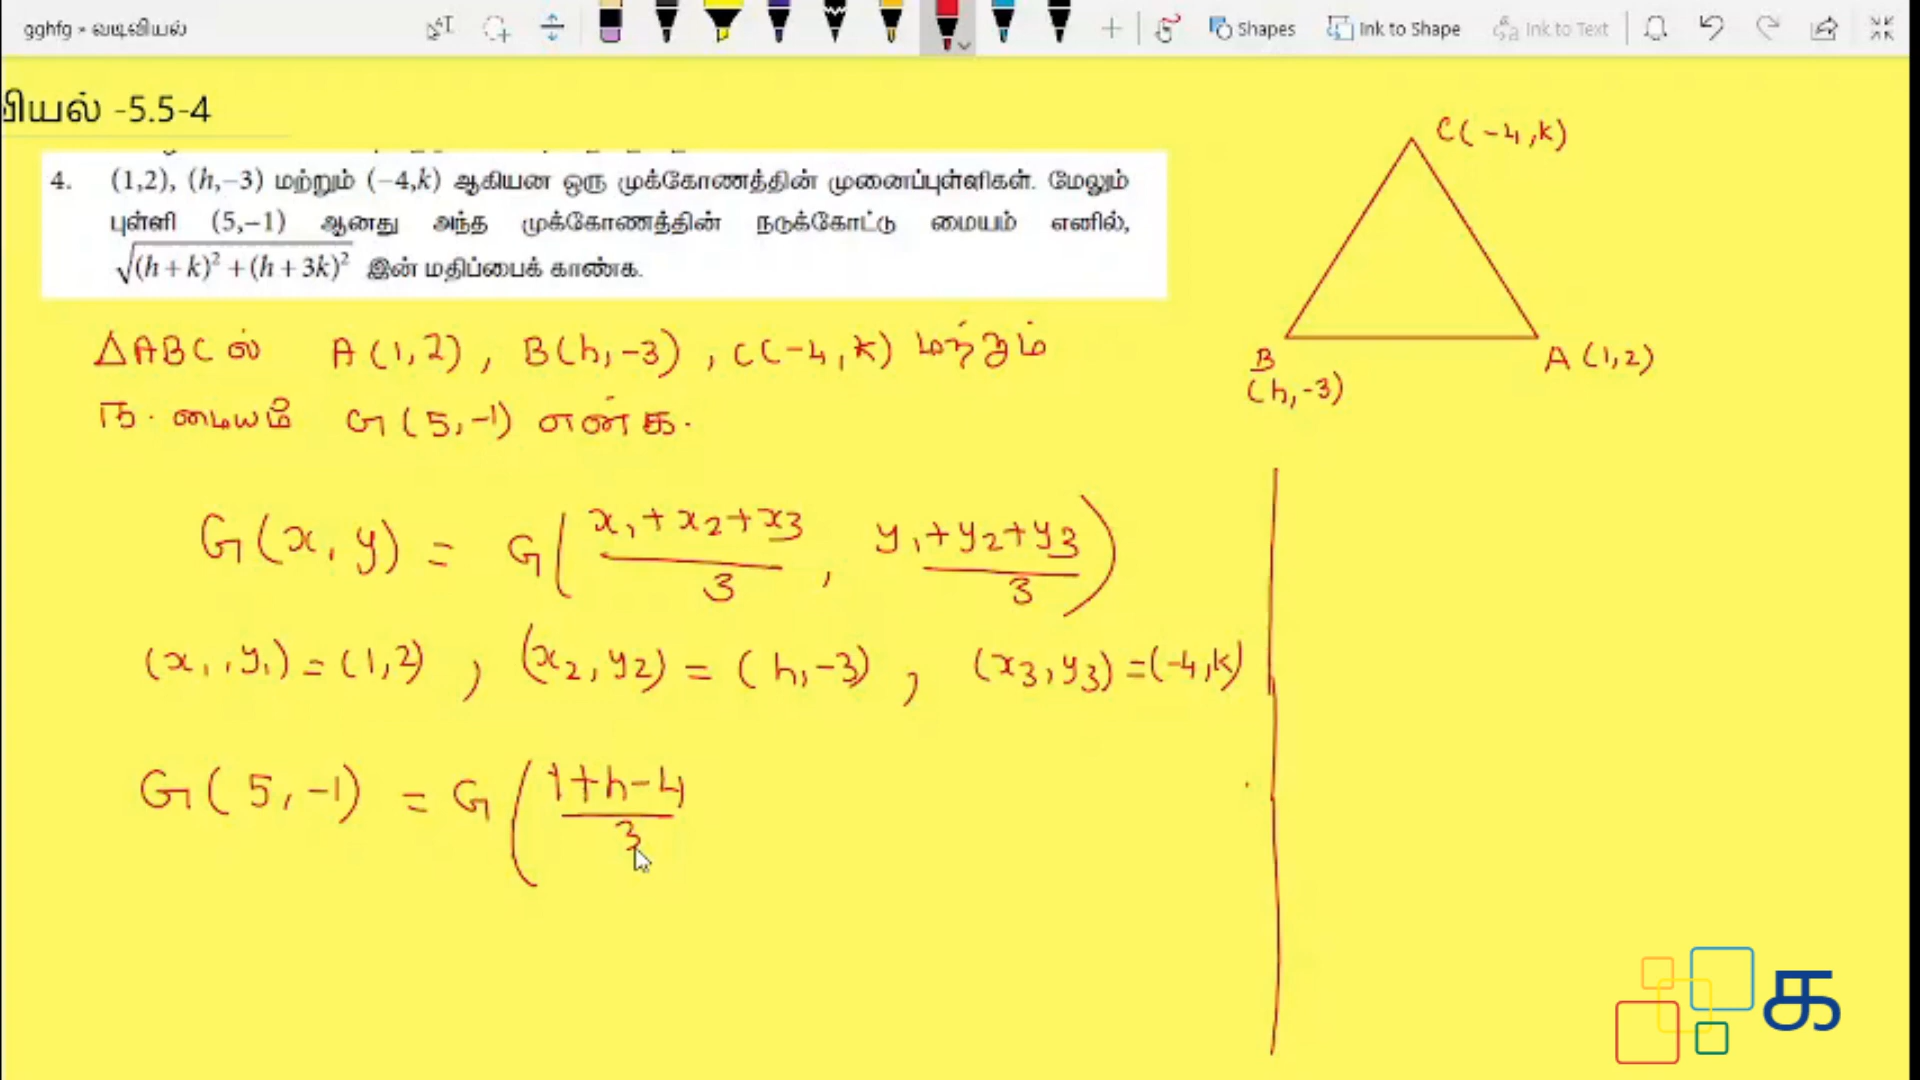 gghfg - வடிவியல்
Shapes Ink to Shape Ink to Text
வியல் -5.5-4
4. (1,2), (h,−3) மற்றும் (−4,k) ஆகியன ஒரு முக்கோணத்தின் முனைப்புள்ளிகள். மேலும்
புள்ளி (5,−1) ஆனது அந்த முக்கோணத்தின் நடுக்கோட்டு மையம் எனில்,
√(h+k)² + (h+3k)² இன் மதிப்பைக் காண்க.
C(-4,k)
B
(h,-3)
A(1,2)
△ABC ல் A(1,2), B(h,-3), C(-4,k) மற்றும்
ந. மையம் G(5,-1) என்க.
G(x,y) = G( x₁+x₂+x₃ / 3 , y₁+y₂+y₃ / 3 )
(x₁,y₁)=(1,2) , (x₂,y₂)=(h,-3) , (x₃,y₃)=(-4,k)
G(5,-1) = G( 1+h-4 / 3
க